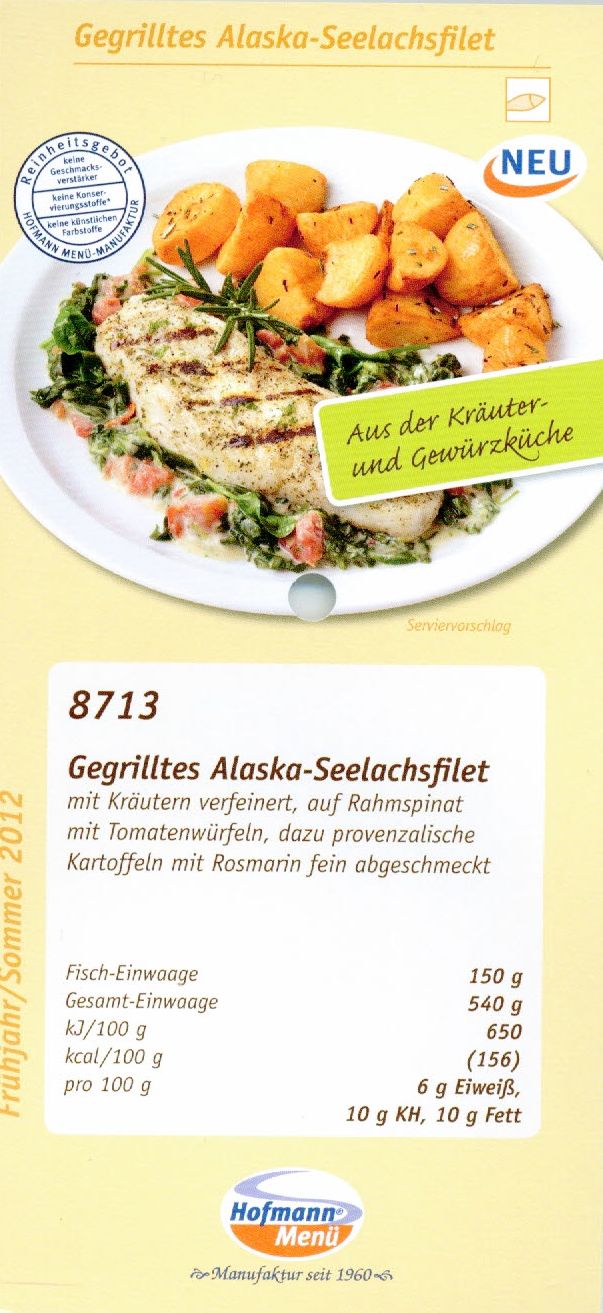 Gegrilltes Alaska-Seelachsfilet
Reinheitsgebot
keine
Geschmacks-
verstärker
keine Konser-
vierungsstoffe*
keine künstlichen
Farbstoffe
HOFMANN MENÜ-MANUFAKTUR
NEU
Aus der Kräuter-
und Gewürzküche
Serviervorschlag
8713
Gegrilltes Alaska-Seelachsfilet
mit Kräutern verfeinert, auf Rahmspinat
mit Tomatenwürfeln, dazu provenzalische
Kartoffeln mit Rosmarin fein abgeschmeckt
Frühjahr/Sommer 2012
Fisch-Einwaage 150 g
Gesamt-Einwaage 540 g
kJ/100 g 650
kcal/100 g (156)
pro 100 g 6 g Eiweiß,
10 g KH, 10 g Fett
Hofmann®
Menü
Manufaktur seit 1960